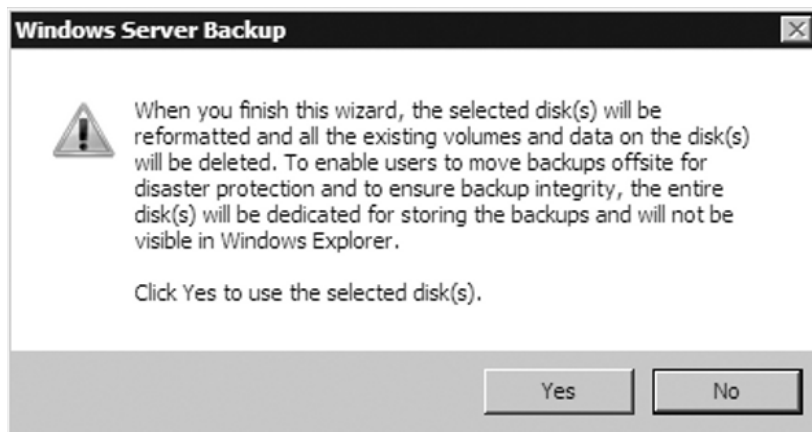 Windows Server Backup
When you finish this wizard, the selected disk(s) will be
reformatted and all the existing volumes and data on the disk(s)
will be deleted. To enable users to move backups offsite for
disaster protection and to ensure backup integrity, the entire
disk(s) will be dedicated for storing the backups and will not be
visible in Windows Explorer.
Click Yes to use the selected disk(s).
Yes
No